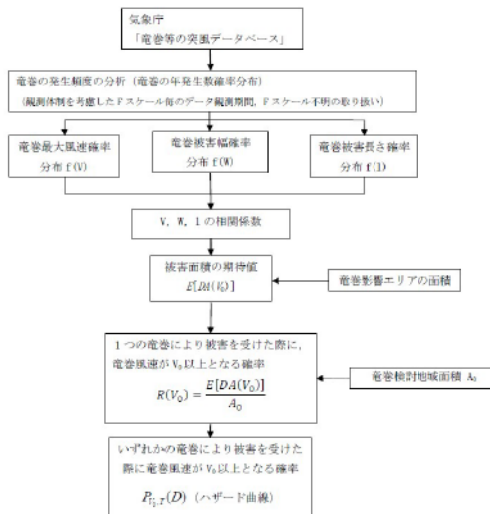 気象庁
「竜巻等の突風データベース」
竜巻の発生頻度の分析（竜巻の年発生数確率分布）
（観測体制を考慮したFスケール毎のデータ観測期間，Fスケール不明の取り扱い）
竜巻最大風速確率
分布 f(V)
竜巻被害幅確率
分布 f(W)
竜巻被害長さ確率
分布 f(l)
V, W, l の相関係数
被害面積の期待値
E[DA(V₀)]
竜巻影響エリアの面積
1つの竜巻により被害を受けた際に，
竜巻風速が V₀ 以上となる確率
R(V₀) = E[DA(V₀)] / A₀
竜巻検討地域面積 A₀
いずれかの竜巻により被害を受けた
際に竜巻風速が V₀ 以上となる確率
P_{V₀,T}(D)（ハザード曲線）